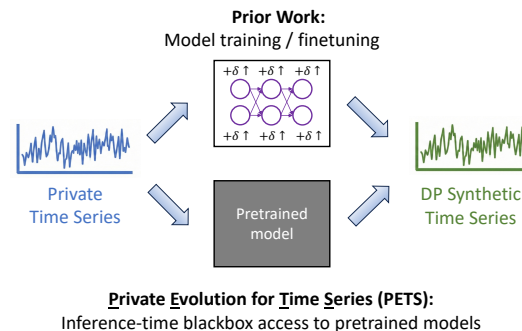 Prior Work:
Model training / finetuning
+δ ↑ +δ ↑ +δ ↑
+δ ↑ +δ ↑ +δ ↑
Private
Time Series
Pretrained
model
DP Synthetic
Time Series
Private Evolution for Time Series (PETS):
Inference-time blackbox access to pretrained models